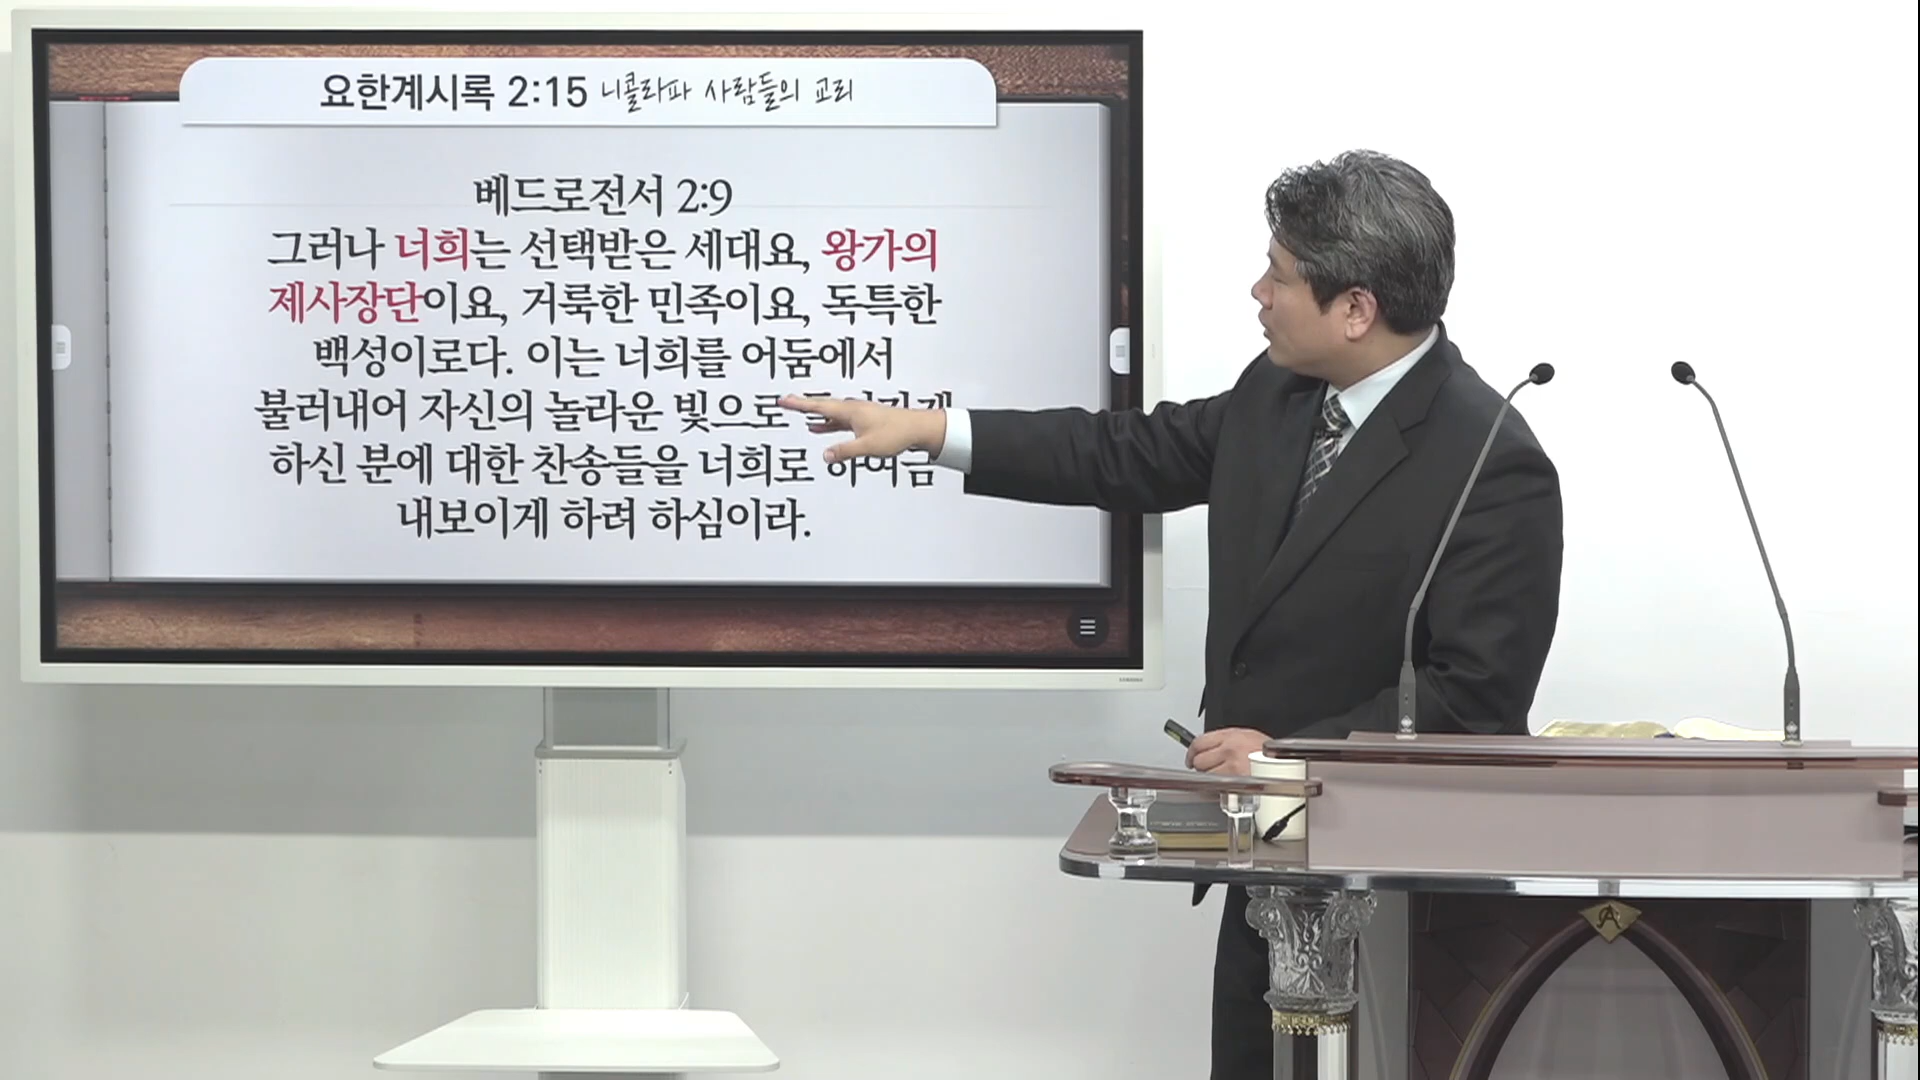 요한계시록 2:15 니콜라파 사람들의 교리
베드로전서 2:9
그러나 너희는 선택받은 세대요, 왕가의
제사장단이요, 거룩한 민족이요, 독특한
백성이로다. 이는 너희를 어둠에서
불러내어 자신의 놀라운 빛으로
하신 분에 대한 찬송들을 너희로 하여금
내보이게 하려 하심이라.